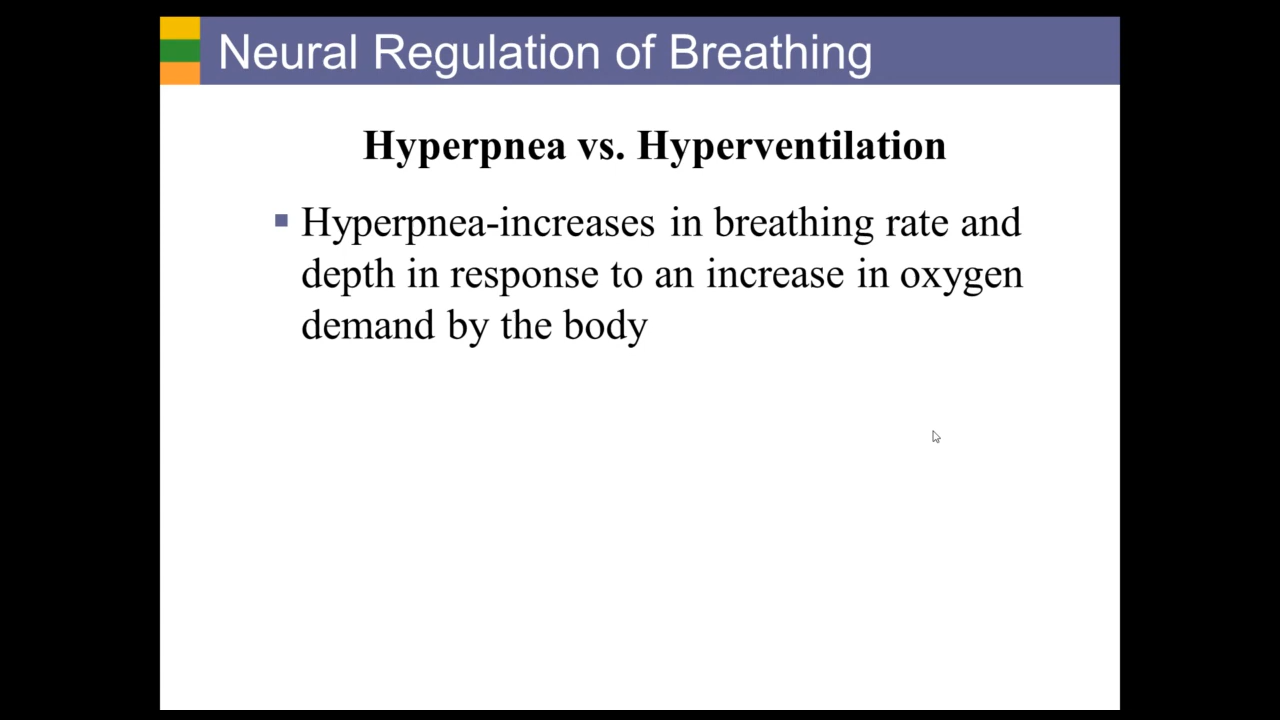 Neural Regulation of Breathing
Hyperpnea vs. Hyperventilation
Hyperpnea-increases in breathing rate and
depth in response to an increase in oxygen
demand by the body